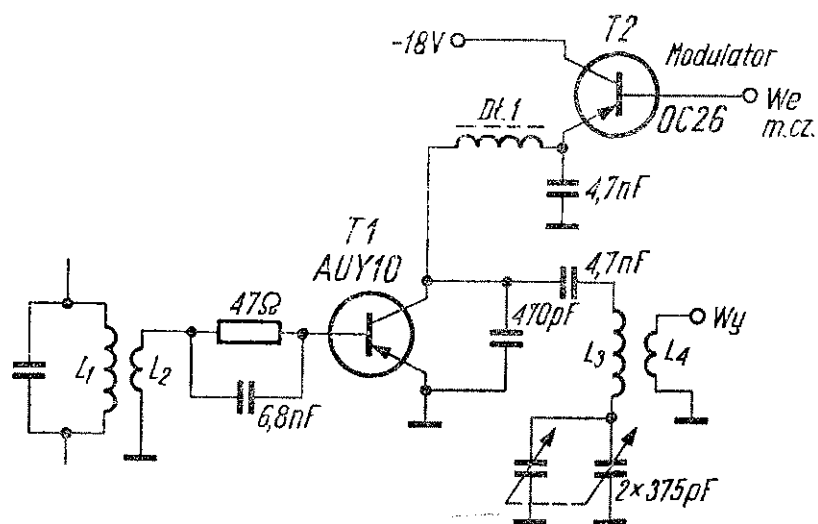 T2
-18V
Modulator
Dł.1
We
m.cz.
OC26
4,7nF
T1
AUY10
4,7nF
47Ω
470pF
Wy
L1
L2
L3
L4
6,8nF
2×375pF